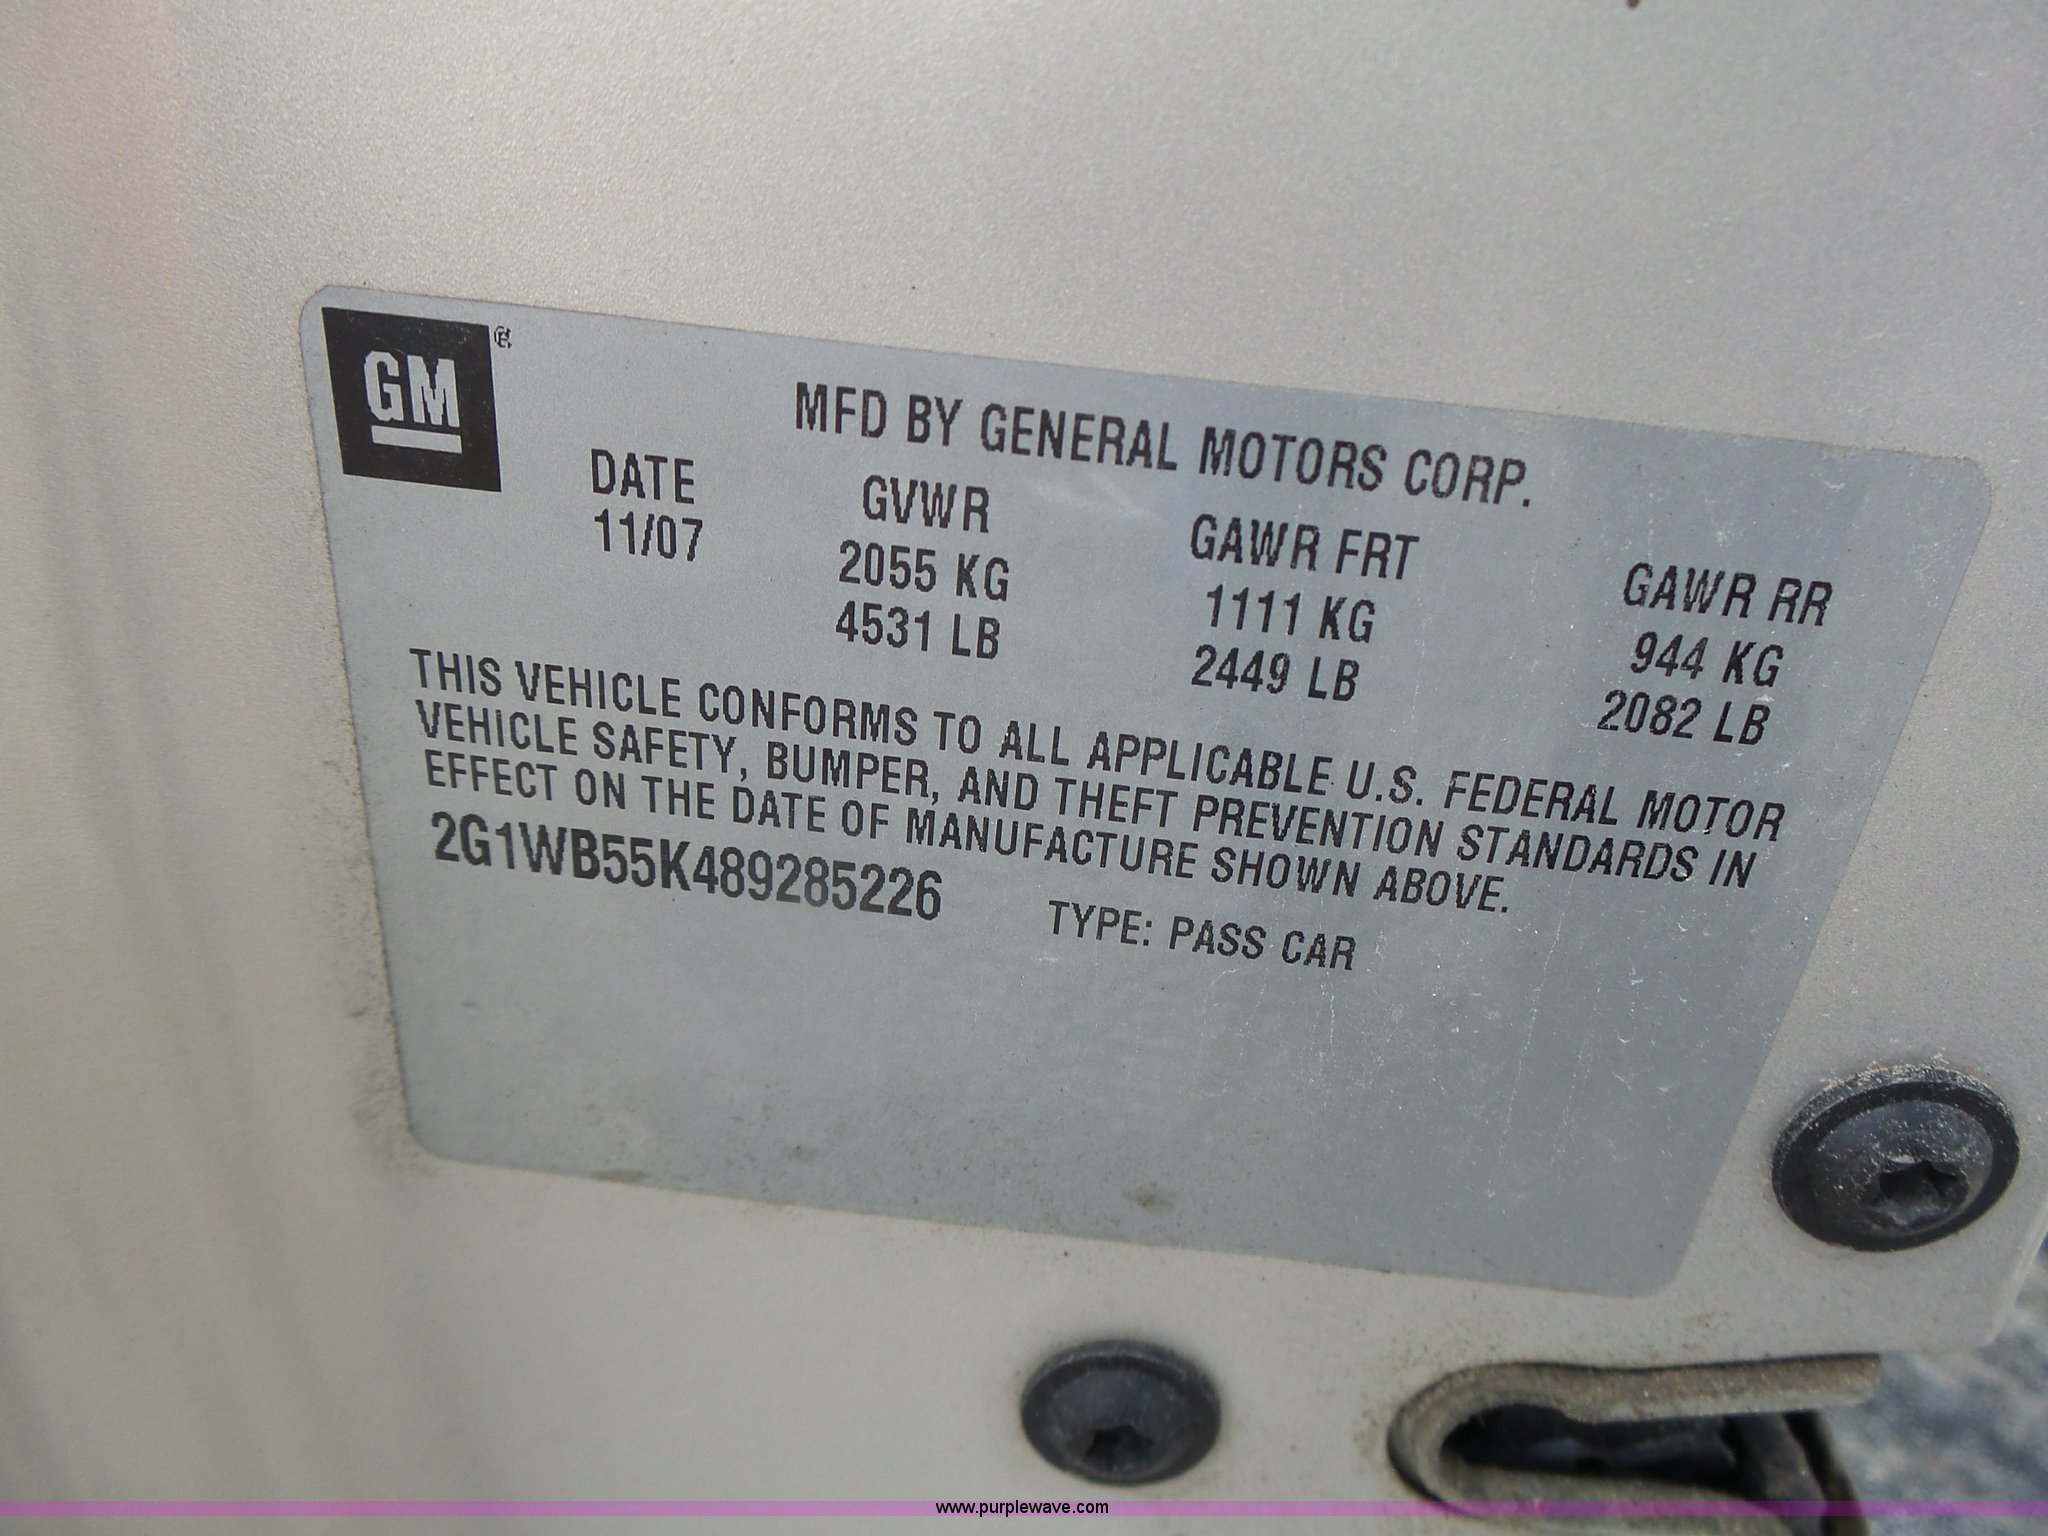 GM ®
MFD BY GENERAL MOTORS CORP.
DATE GVWR GAWR FRT GAWR RR
11/07 2055 KG 1111 KG 944 KG
4531 LB 2449 LB 2082 LB
THIS VEHICLE CONFORMS TO ALL APPLICABLE U.S. FEDERAL MOTOR
VEHICLE SAFETY, BUMPER, AND THEFT PREVENTION STANDARDS IN
EFFECT ON THE DATE OF MANUFACTURE SHOWN ABOVE.
2G1WB55K489285226 TYPE: PASS CAR
www.purplewave.com